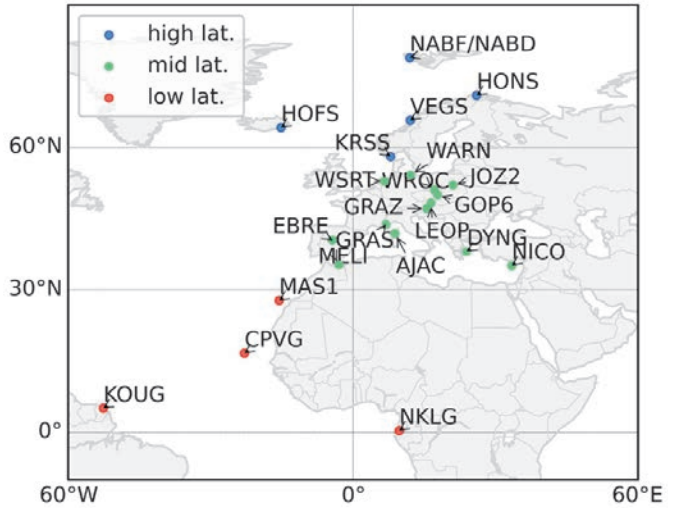 high lat.
mid lat.
low lat.
NABF/NABD
HONS
VEGS
HOFS
KRSS
60°N
WARN
WSRT
WROC
JOZ2
GRAZ
GOP6
EBRE
GRAS
LEOP
DYNG
MELI
AJAC
NICO
30°N
MAS1
CPVG
KOUG
NKLG
0°
60°W
0°
60°E